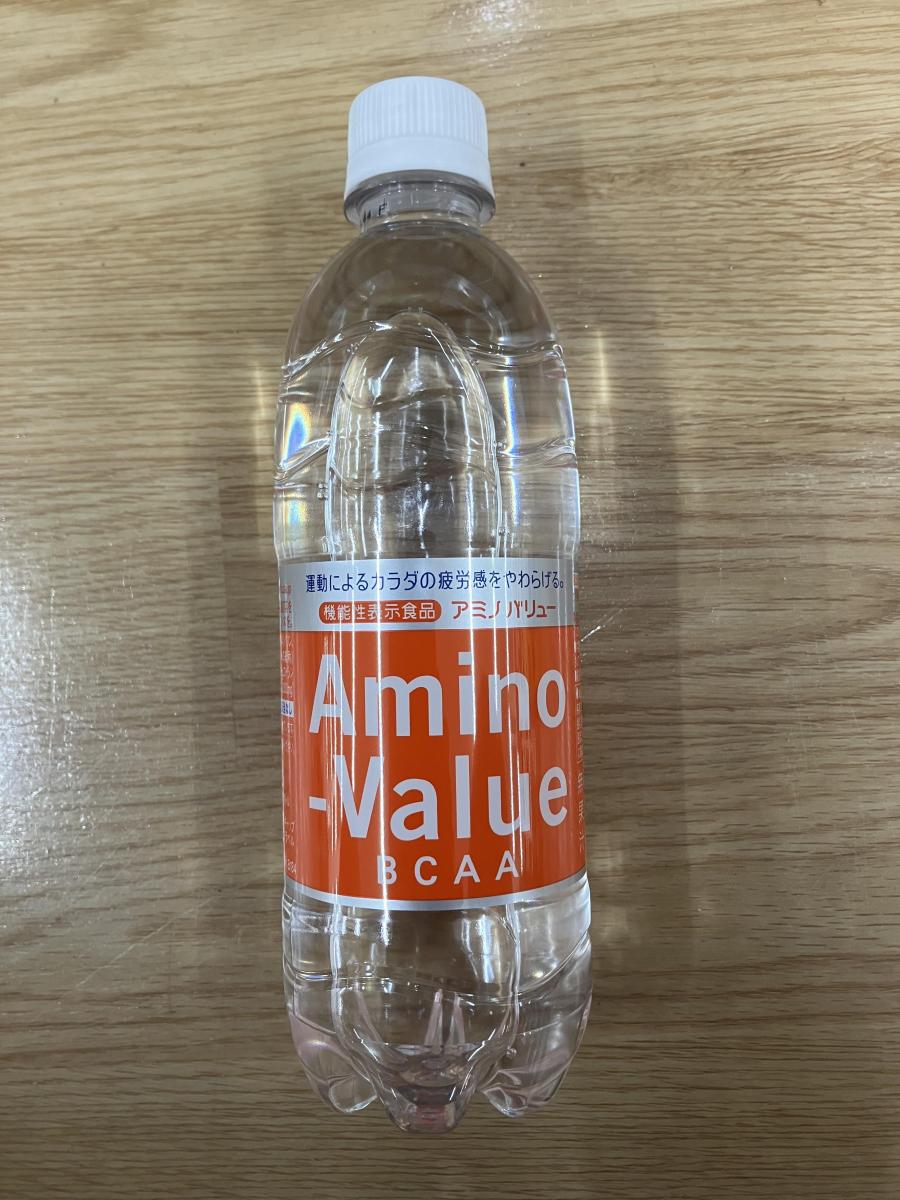 運動によるカラダの疲労感をやわらげる。
機能性表示食品 アミノバリュー
Amino
-Value
BCAA